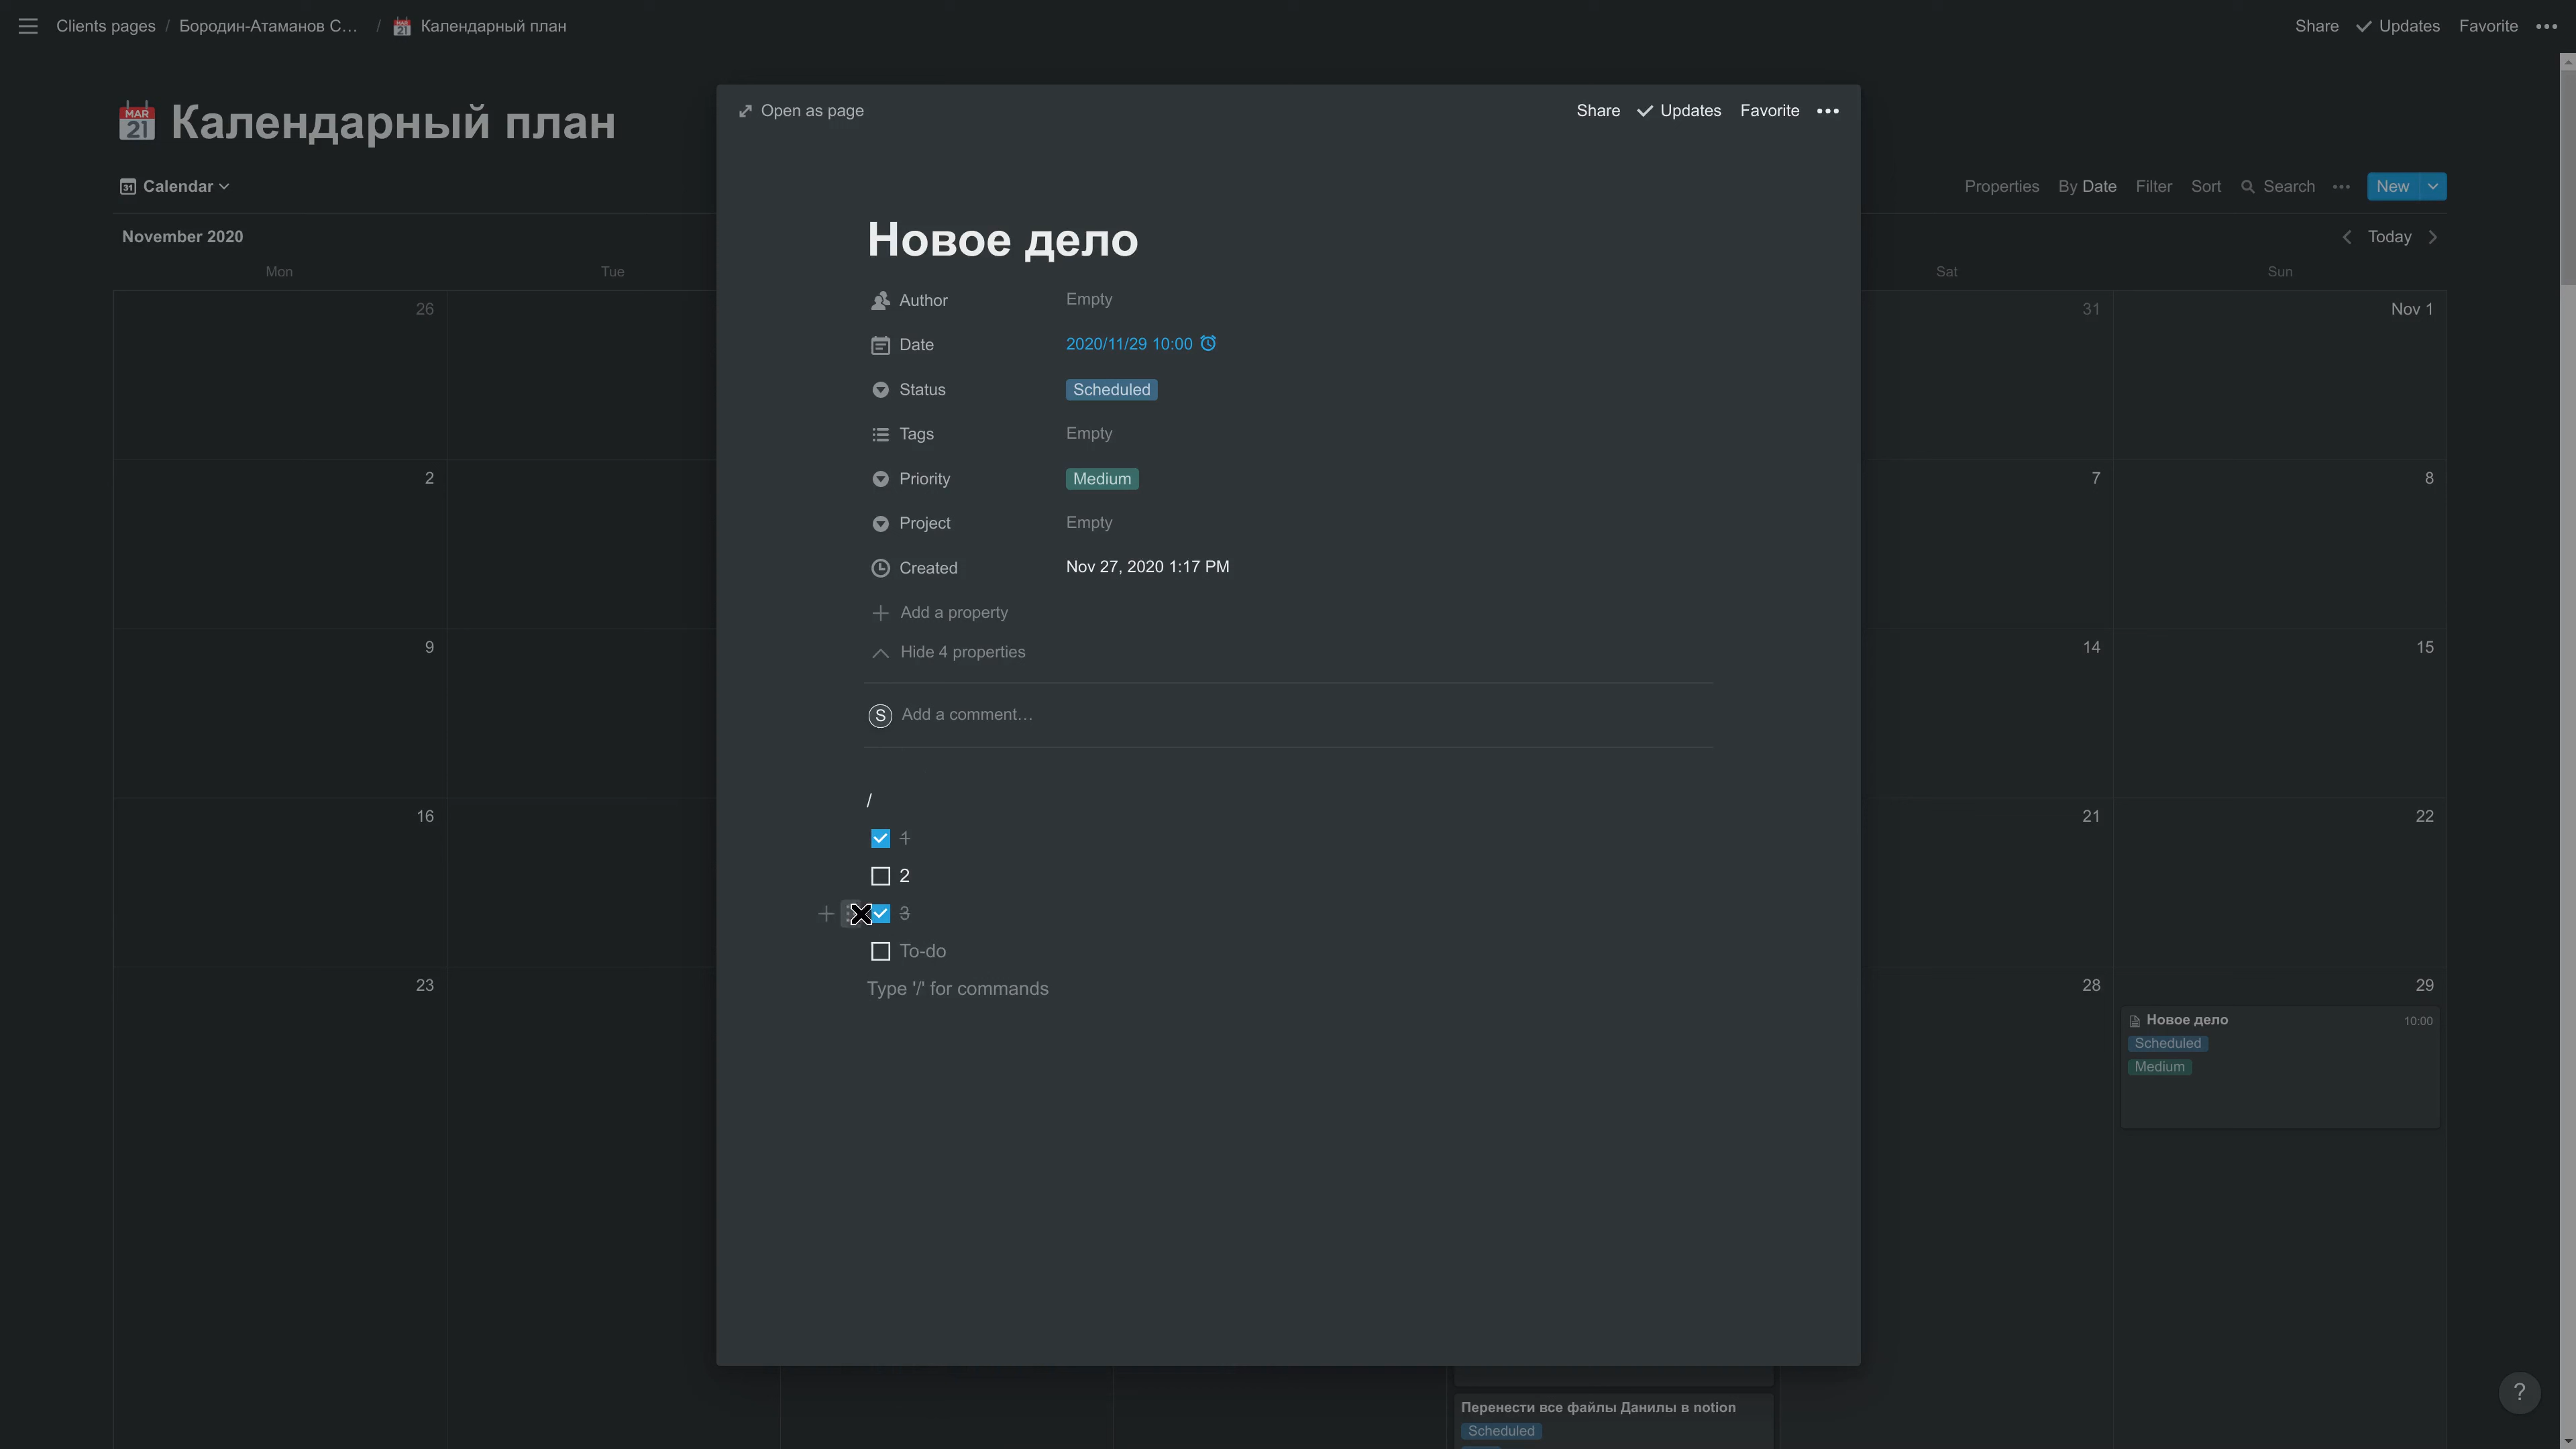 Clients pages / Бородин-Атаманов С… / Календарный план
Share Updates Favorite
MAR 21 Календарный план
Calendar
Properties By Date Filter Sort Search New
November 2020
Today
Mon Tue Sat Sun
26 31 Nov 1
2 7 8
9 14 15
16 21 22
23 28 29
Новое дело 10:00
Scheduled
Medium
Перенести все файлы Данилы в notion
Scheduled
Open as page
Share Updates Favorite
Новое дело
Author Empty
Date 2020/11/29 10:00
Status Scheduled
Tags Empty
Priority Medium
Project Empty
Created Nov 27, 2020 1:17 PM
Add a property
Hide 4 properties
S Add a comment…
/
1
2
3
To-do
Type '/' for commands
?